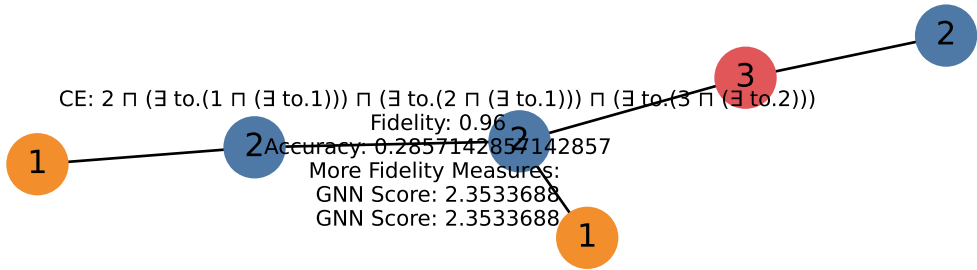 2
3
CE: 2 ⊓ (∃ to.(1 ⊓ (∃ to.1))) ⊓ (∃ to.(2 ⊓ (∃ to.1))) ⊓ (∃ to.(3 ⊓ (∃ to.2)))
Fidelity: 0.96
2
2
Accuracy: 0.2857142857142857
1
More Fidelity Measures:
GNN Score: 2.3533688
GNN Score: 2.3533688
1